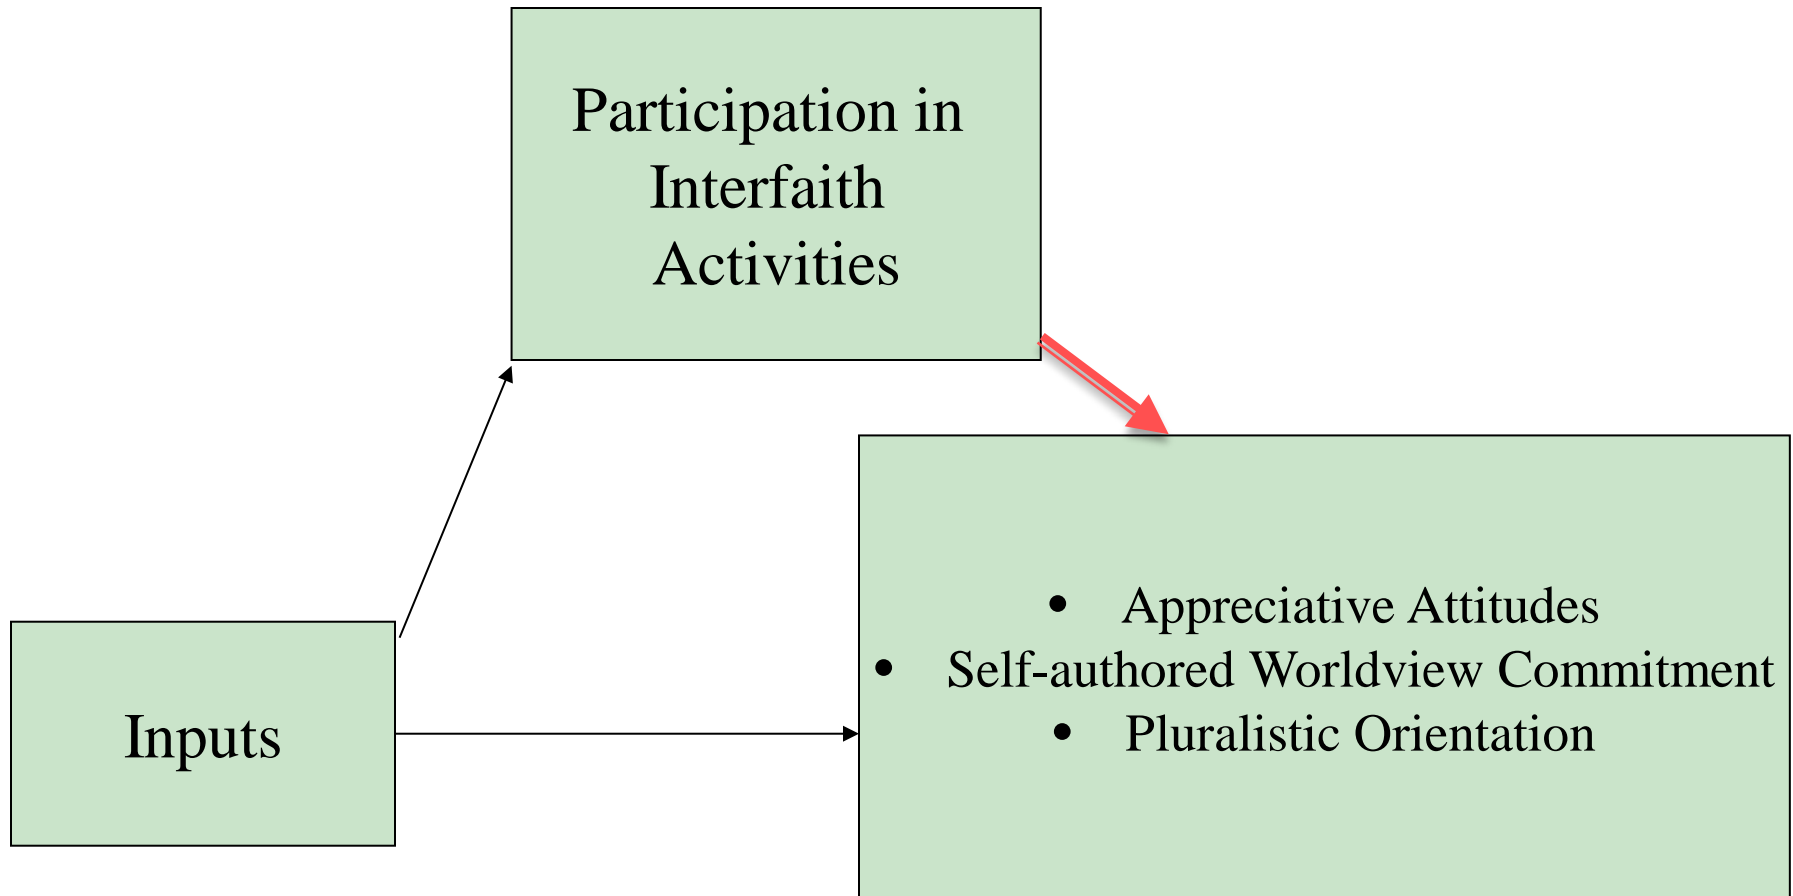 Participation in
Interfaith
Activities
Inputs
• Appreciative Attitudes
• Self-authored Worldview Commitment
• Pluralistic Orientation